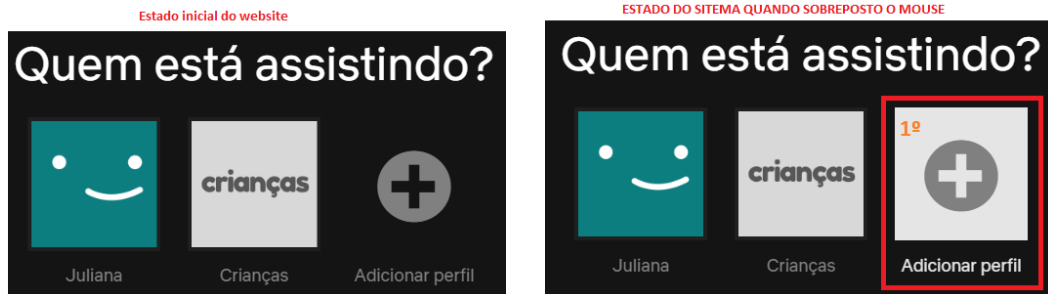 Estado inicial do website
Quem está assistindo?
crianças
Juliana Crianças Adicionar perfil
ESTADO DO SITEMA QUANDO SOBREPOSTO O MOUSE
Quem está assistindo?
1º
crianças
Juliana Crianças Adicionar perfil